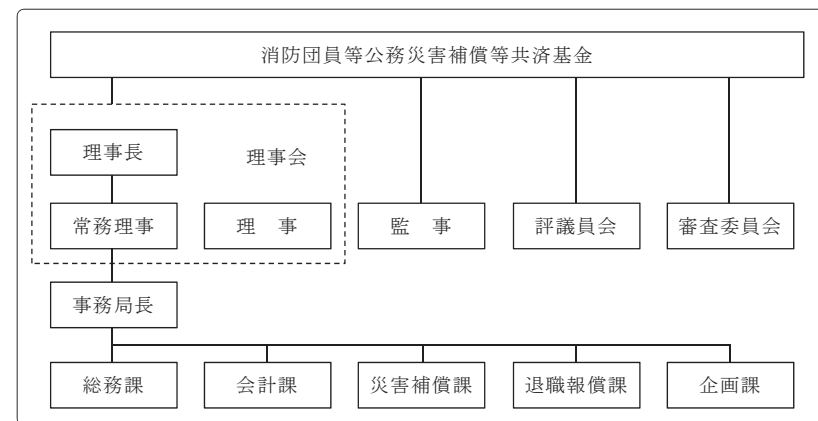 消防団員等公務災害補償等共済基金
理事長
理事会
常務理事
理　事
監　事
評議員会
審査委員会
事務局長
総務課
会計課
災害補償課
退職報償課
企画課